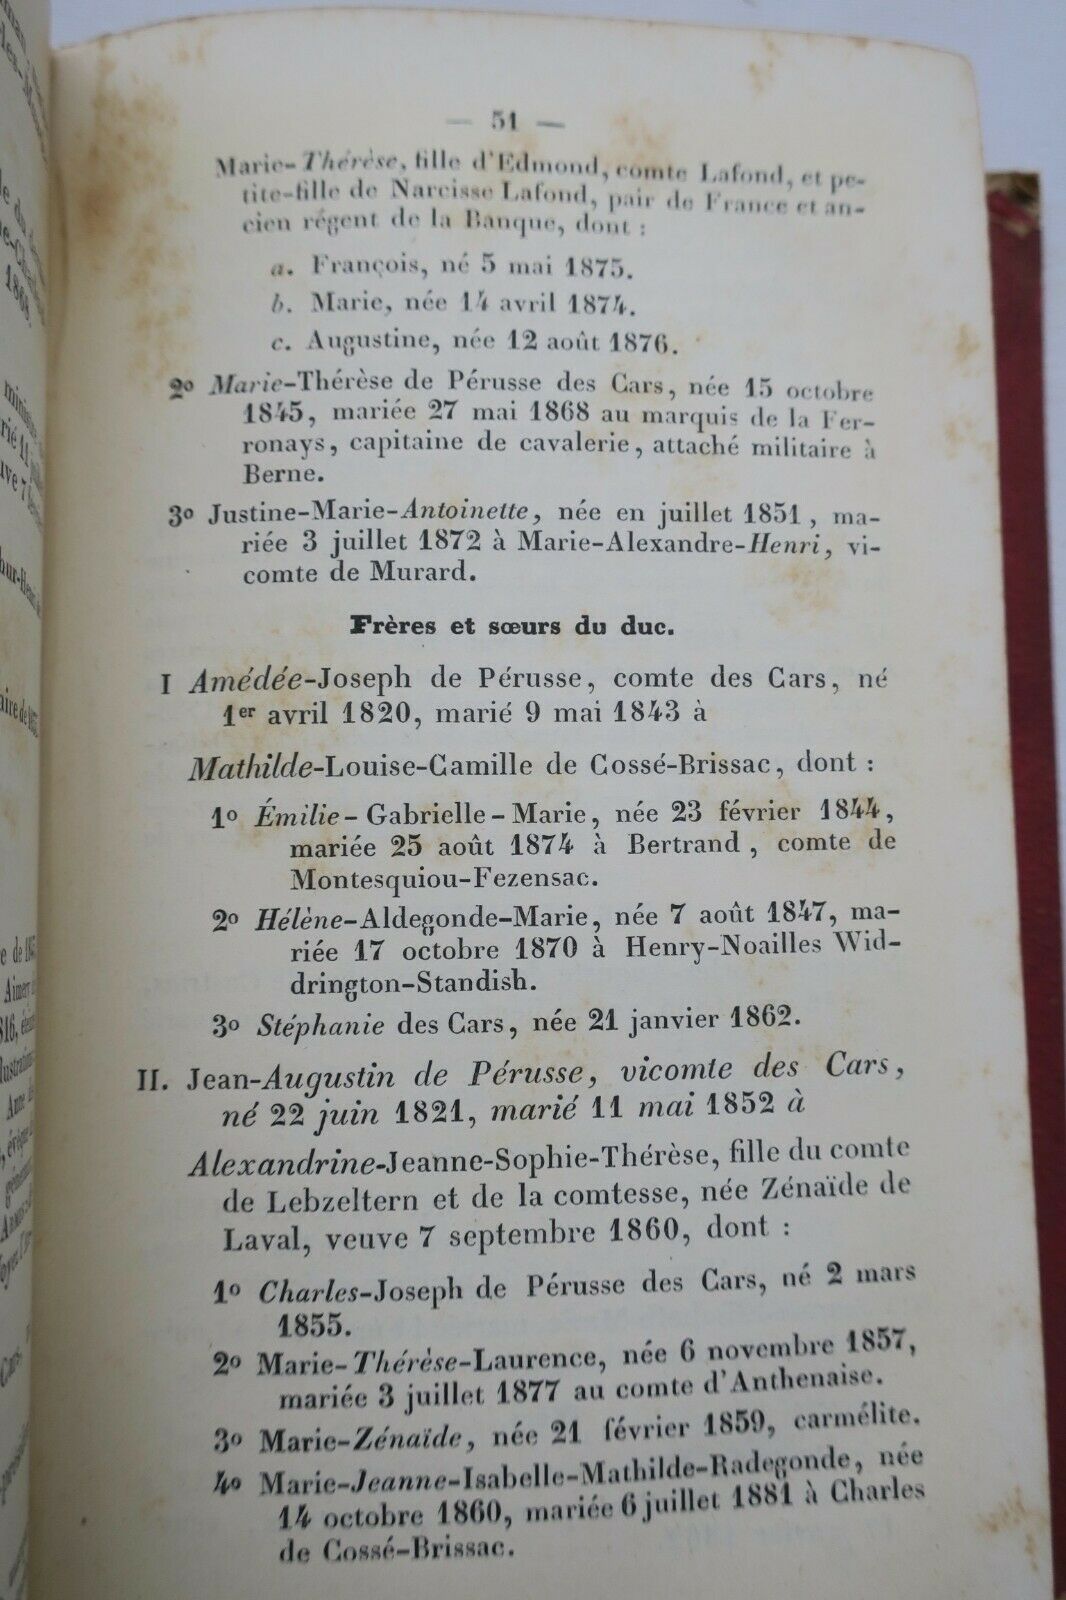 — 51 —
Marie-Thérèse, fille d'Edmond, comte Lafond, et pe-
tite-fille de Narcisse Lafond, pair de France et an-
cien régent de la Banque, dont :
a. François, né 5 mai 1875.
b. Marie, née 14 avril 1874.
c. Augustine, née 12 août 1876.
2º Marie-Thérèse de Pérusse des Cars, née 15 octobre
1845, mariée 27 mai 1868 au marquis de la Fer-
ronays, capitaine de cavalerie, attaché militaire à
Berne.
3º Justine-Marie-Antoinette, née en juillet 1851, ma-
riée 3 juillet 1872 à Marie-Alexandre-Henri, vi-
comte de Murard.
Frères et sœurs du duc.
I Amédée-Joseph de Pérusse, comte des Cars, né
1er avril 1820, marié 9 mai 1843 à
Mathilde-Louise-Camille de Cossé-Brissac, dont :
1º Émilie-Gabrielle-Marie, née 23 février 1844,
mariée 25 août 1874 à Bertrand, comte de
Montesquiou-Fezensac.
2º Hélène-Aldegonde-Marie, née 7 août 1847, ma-
riée 17 octobre 1870 à Henry-Noailles Wid-
drington-Standish.
3º Stéphanie des Cars, née 21 janvier 1862.
II. Jean-Augustin de Pérusse, vicomte des Cars,
né 22 juin 1821, marié 11 mai 1852 à
Alexandrine-Jeanne-Sophie-Thérèse, fille du comte
de Lebzeltern et de la comtesse, née Zénaïde de
Laval, veuve 7 septembre 1860, dont :
1º Charles-Joseph de Pérusse des Cars, né 2 mars
1855.
2º Marie-Thérèse-Laurence, née 6 novembre 1857,
mariée 3 juillet 1877 au comte d'Anthenaise.
3º Marie-Zénaïde, née 21 février 1859, carmélite.
4º Marie-Jeanne-Isabelle-Mathilde-Radegonde, née
14 octobre 1860, mariée 6 juillet 1881 à Charles
de Cossé-Brissac.